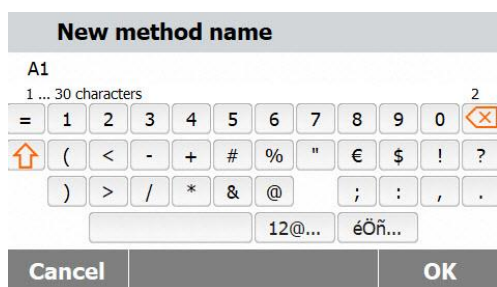 New method name
A1
1 ... 30 characters 2
= 1 2 3 4 5 6 7 8 9 0
( < - + # % " € $ ! ?
) > / * & @ ; : , .
12@... éÖñ...
Cancel OK